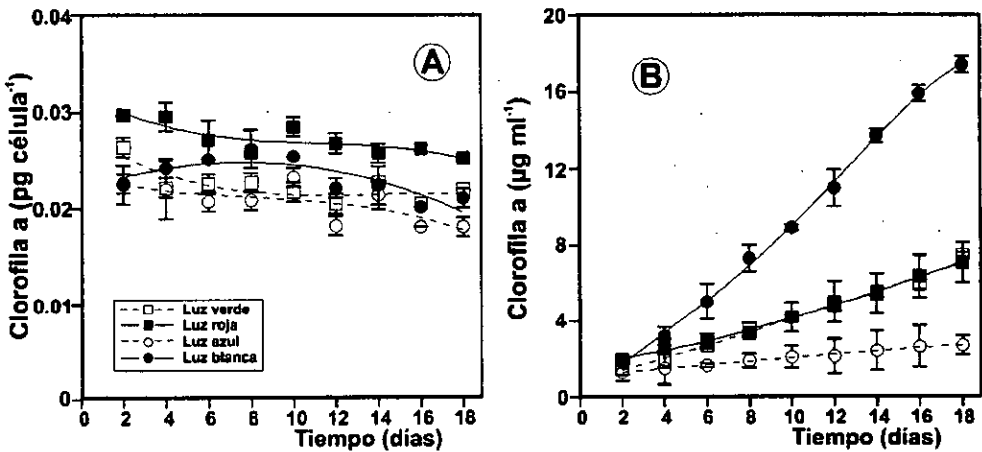 A
Clorofila a (pg célula⁻¹)
0.04
0.03
0.02
0.01
0
Luz verde
Luz roja
Luz azul
Luz blanca
0 2 4 6 8 10 12 14 16 18
Tiempo (días)
B
Clorofila a (µg ml⁻¹)
20
16
12
8
4
0
0 2 4 6 8 10 12 14 16 18
Tiempo (días)